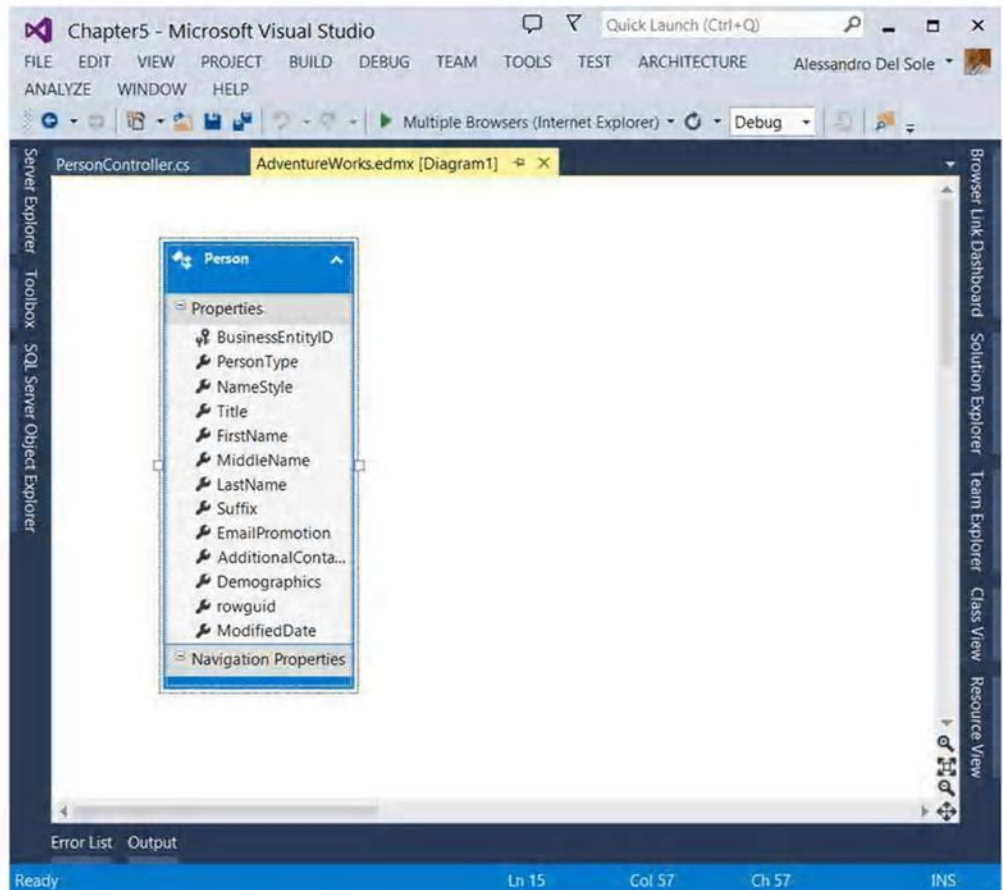 Chapter5 - Microsoft Visual Studio
Quick Launch (Ctrl+Q)
FILE EDIT VIEW PROJECT BUILD DEBUG TEAM TOOLS TEST ARCHITECTURE Alessandro Del Sole
ANALYZE WINDOW HELP
Multiple Browsers (Internet Explorer) Debug
PersonController.cs AdventureWorks.edmx [Diagram1]
Server Explorer
Toolbox
SQL Server Object Explorer
Person
Properties
BusinessEntityID
PersonType
NameStyle
Title
FirstName
MiddleName
LastName
Suffix
EmailPromotion
AdditionalConta...
Demographics
rowguid
ModifiedDate
Navigation Properties
Browser Link Dashboard
Solution Explorer
Team Explorer
Class View
Resource View
Error List Output
Ready Ln 15 Col 57 Ch 57 INS